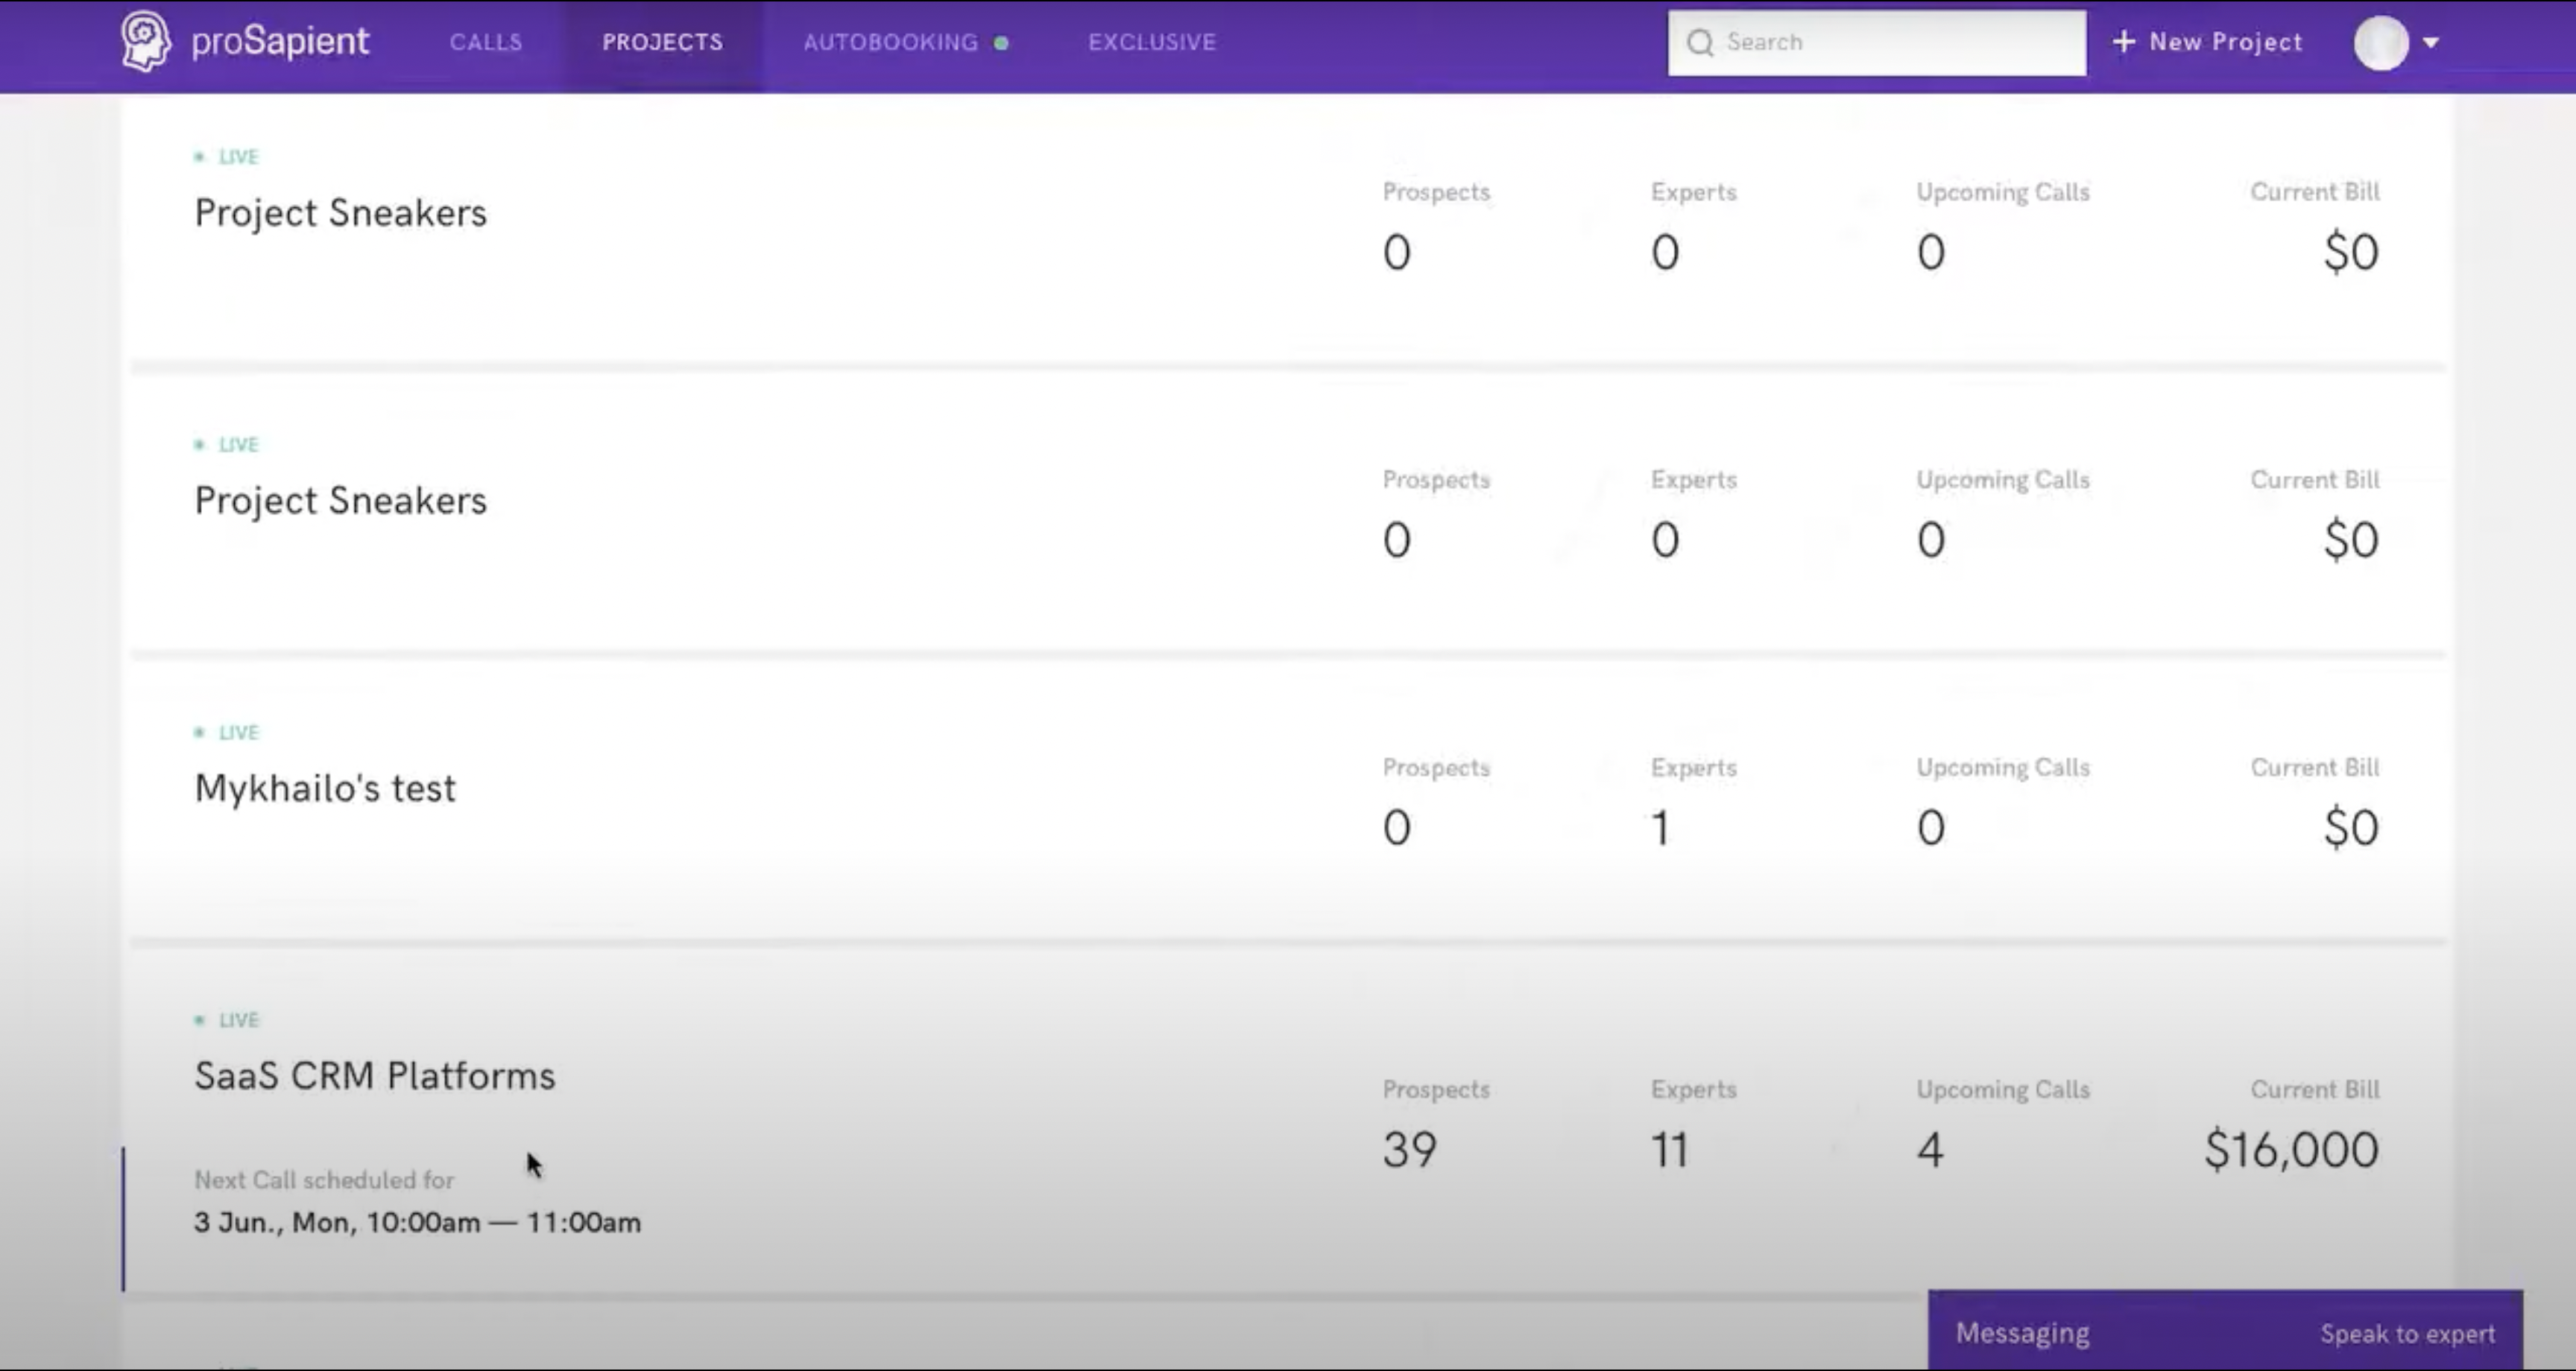 proSapient CALLS PROJECTS AUTOBOOKING EXCLUSIVE Search + New Project
LIVE
Project Sneakers
Prospects Experts Upcoming Calls Current Bill
0 0 0 $0
LIVE
Project Sneakers
Prospects Experts Upcoming Calls Current Bill
0 0 0 $0
LIVE
Mykhailo's test
Prospects Experts Upcoming Calls Current Bill
0 1 0 $0
LIVE
SaaS CRM Platforms
Prospects Experts Upcoming Calls Current Bill
39 11 4 $16,000
Next Call scheduled for
3 Jun., Mon, 10:00am — 11:00am
Messaging Speak to expert